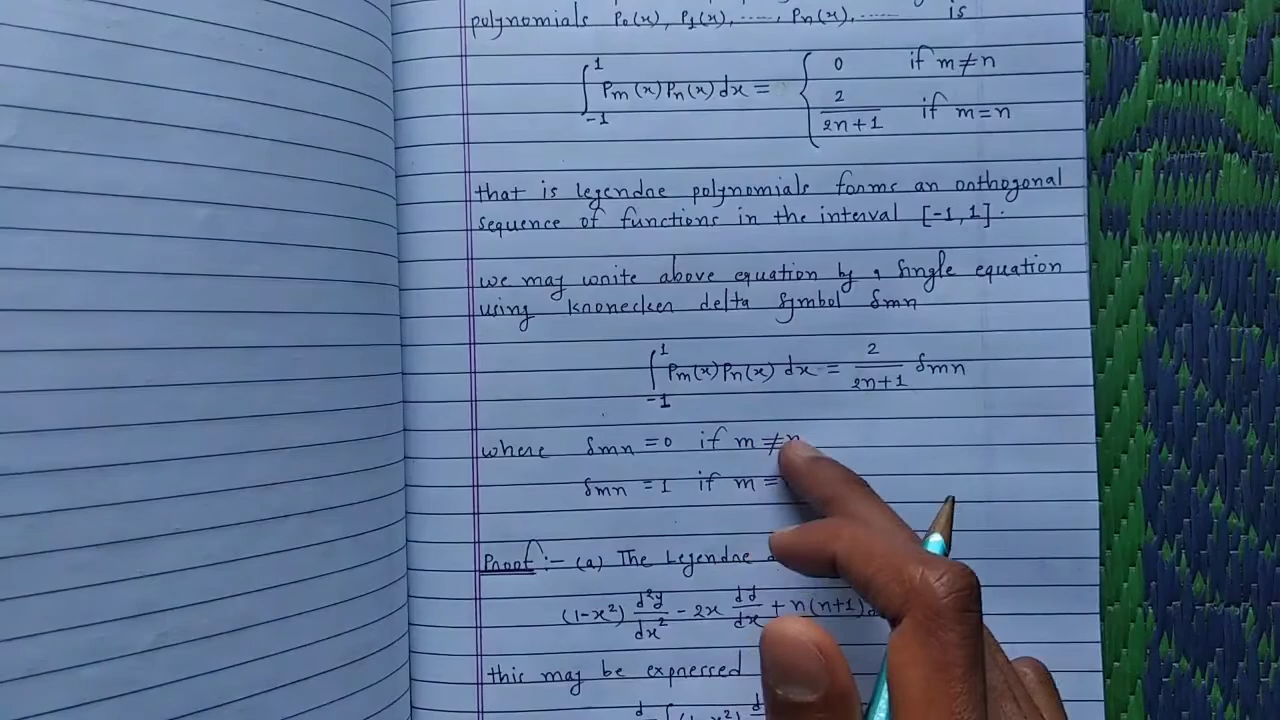 polynomials P₀(x), P₁(x), ......, Pₙ(x), ...... is
∫₋₁¹ Pₘ(x) Pₙ(x) dx = { 0 if m≠n
2/(2n+1) if m=n
that is legendre polynomials forms an orthogonal
sequence of functions in the interval [-1,1].
we may write above equation by a single equation
using kronecker delta symbol δmn
∫₋₁¹ Pₘ(x) Pₙ(x) dx = 2/(2n+1) δmn
where δmn = 0 if m≠n
δmn = 1 if m =
Proof :- (a) The Legendre
(1-x²) d²y/dx² - 2x dy/dx + n(n+1)
this may be expressed